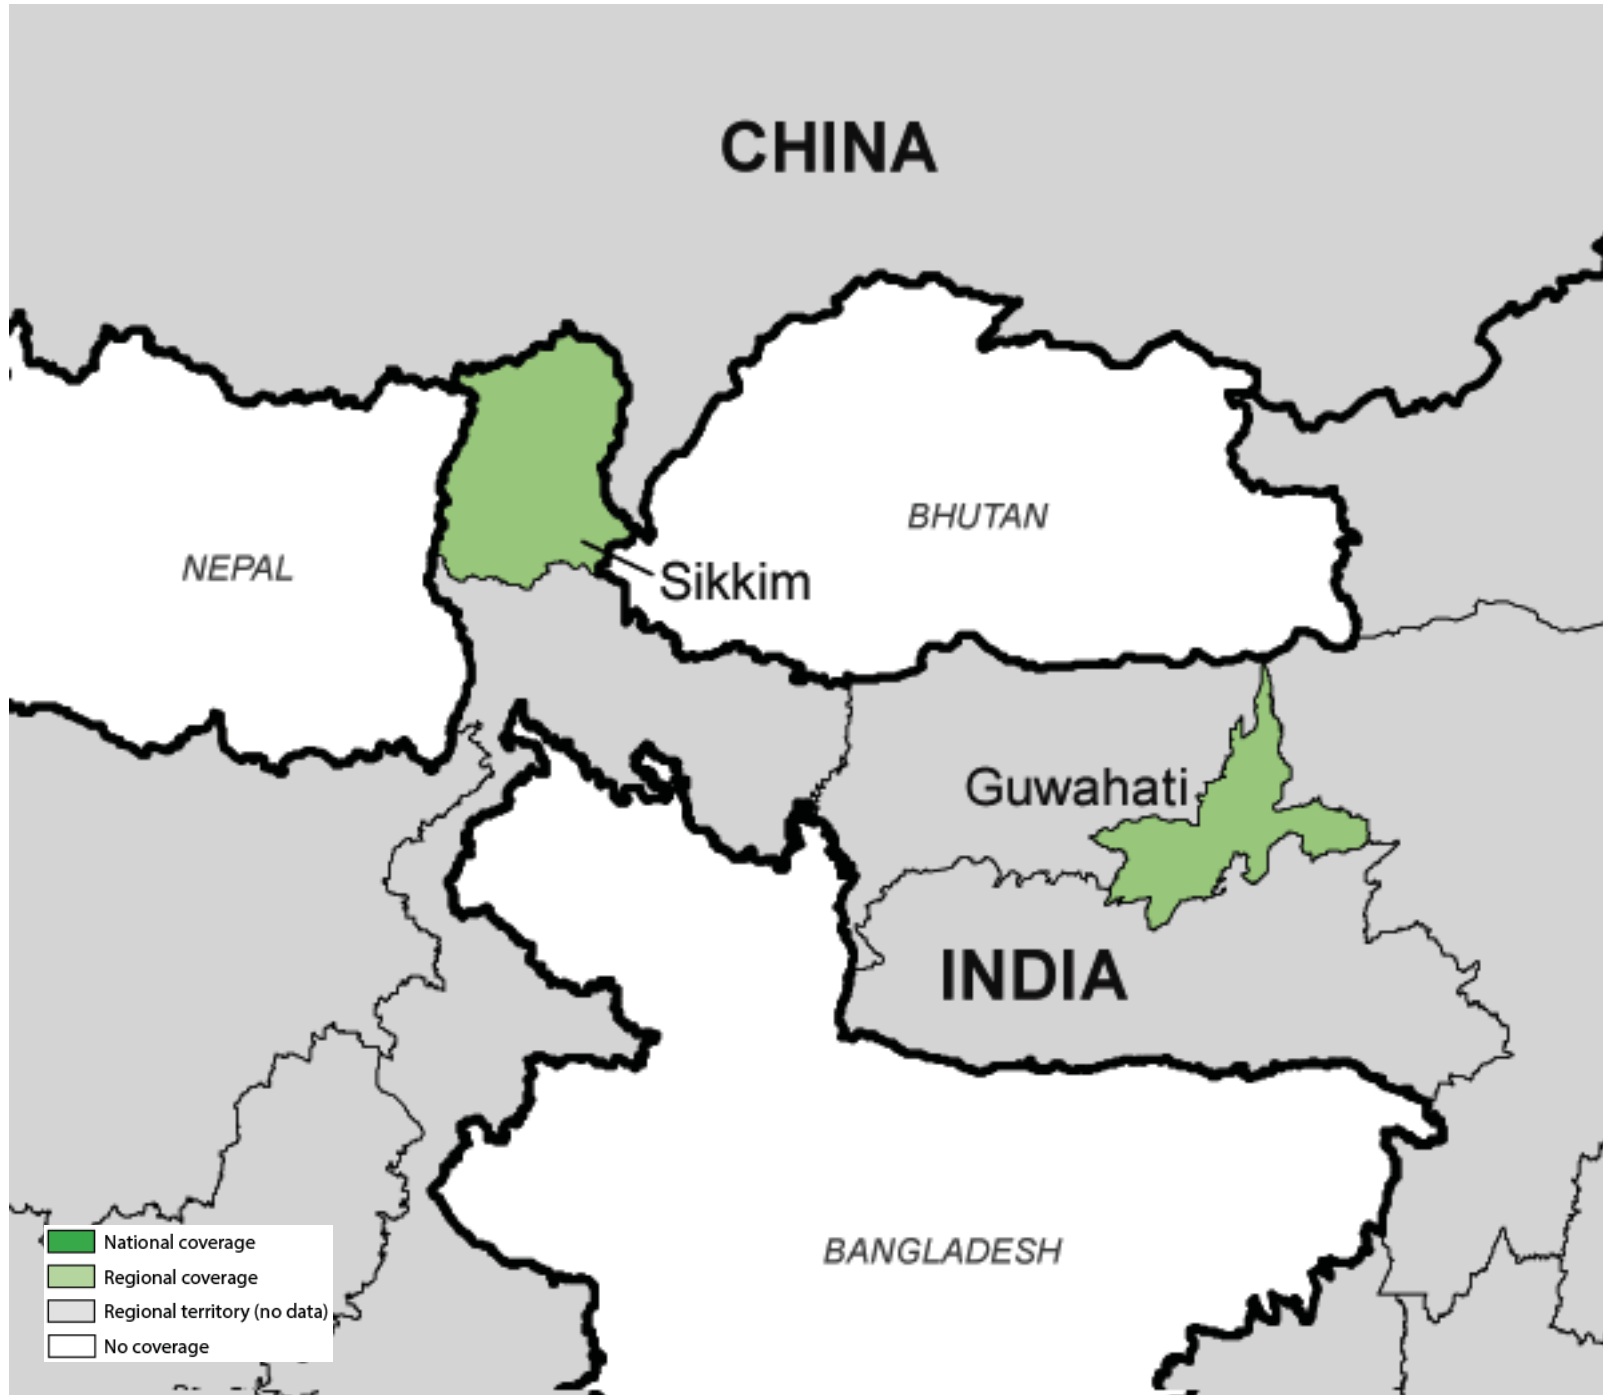 CHINA
BHUTAN
NEPAL
Sikkim
Guwahati
INDIA
BANGLADESH
National coverage
Regional coverage
Regional territory (no data)
No coverage